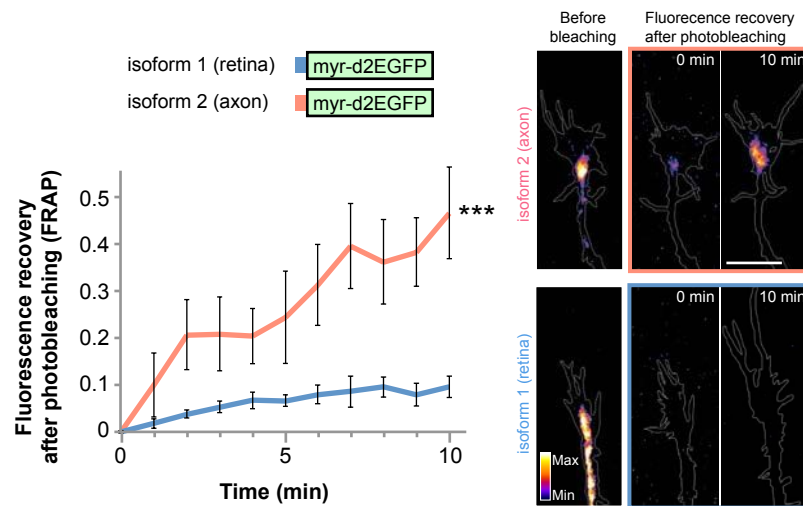 isoform 1 (retina) myr-d2EGFP
isoform 2 (axon) myr-d2EGFP
Fluorescence recovery
after photobleaching (FRAP)
0.5
0.4
0.3
0.2
0.1
0
***
0 5 10
Time (min)
Before
bleaching
Fluorecence recovery
after photobleaching
isoform 2 (axon)
0 min
10 min
isoform 1 (retina)
0 min
10 min
Max
Min